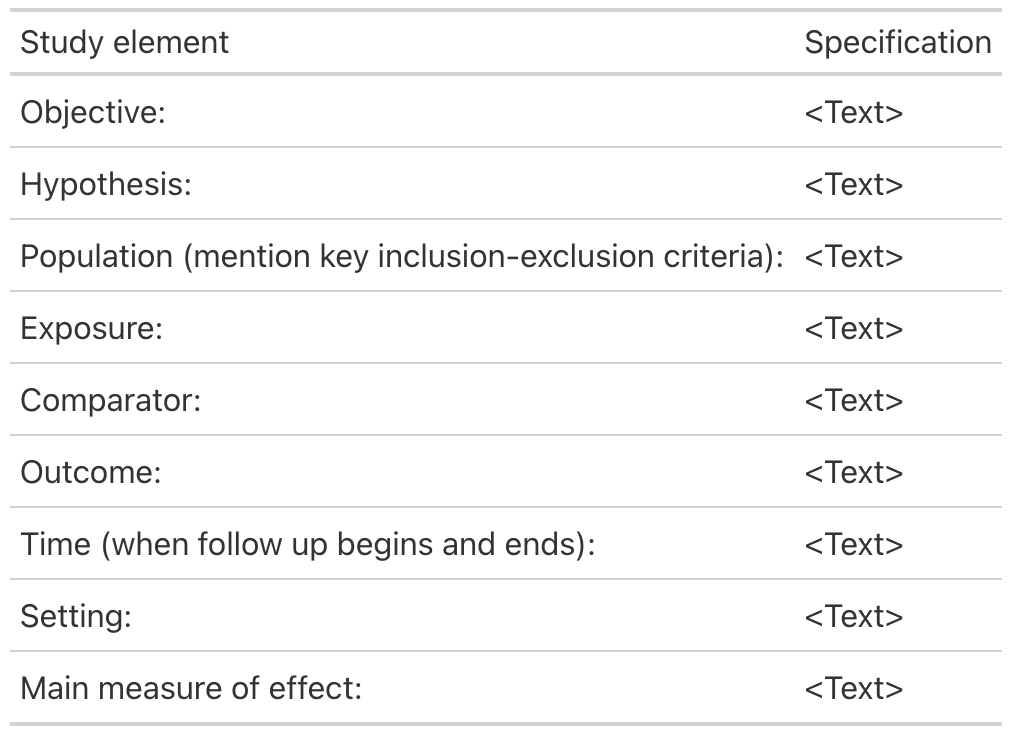 Study element Specification
Objective: <Text>
Hypothesis: <Text>
Population (mention key inclusion-exclusion criteria): <Text>
Exposure: <Text>
Comparator: <Text>
Outcome: <Text>
Time (when follow up begins and ends): <Text>
Setting: <Text>
Main measure of effect: <Text>